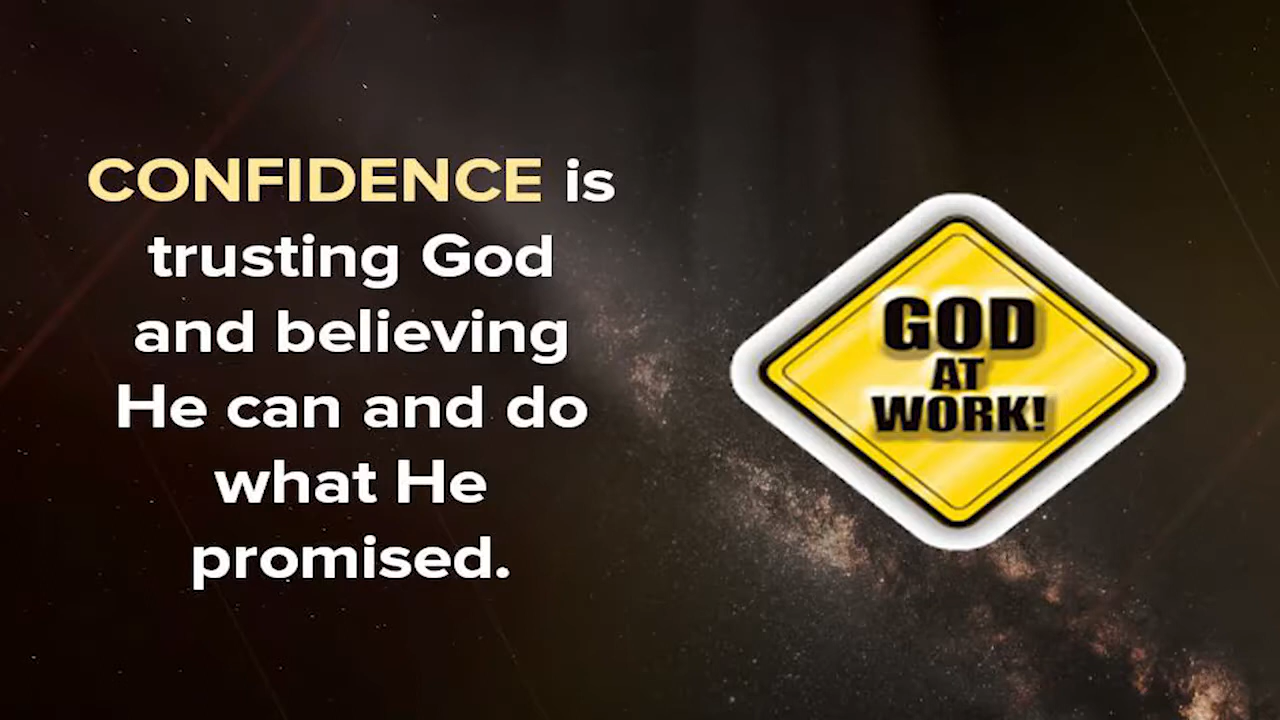 CONFIDENCE is
trusting God
and believing
He can and do
what He
promised.
GOD
AT
WORK!